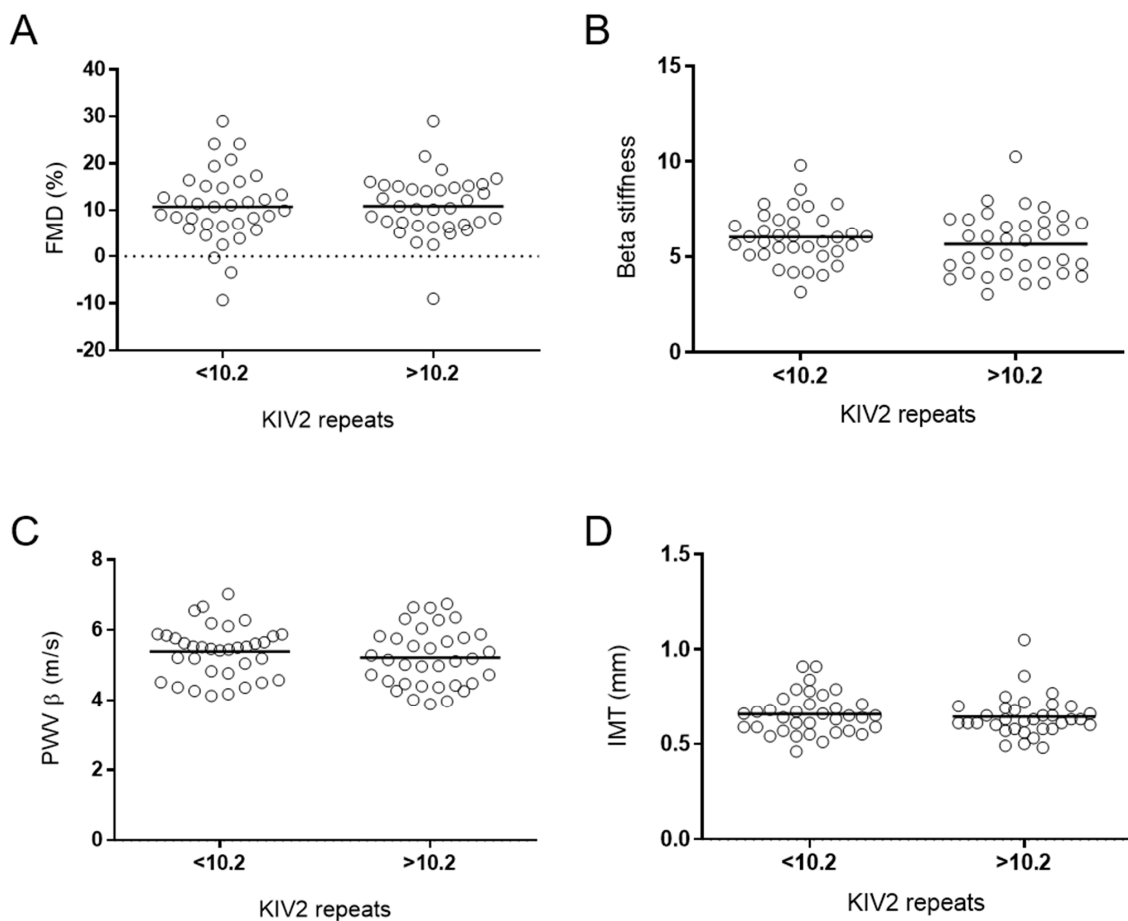 A
FMD (%)
40
30
20
10
0
-10
-20
<10.2
>10.2
KIV2 repeats
B
Beta stiffness
15
10
5
0
<10.2
>10.2
KIV2 repeats
C
PWV β (m/s)
8
6
4
2
0
<10.2
>10.2
KIV2 repeats
D
IMT (mm)
1.5
1.0
0.5
0.0
<10.2
>10.2
KIV2 repeats